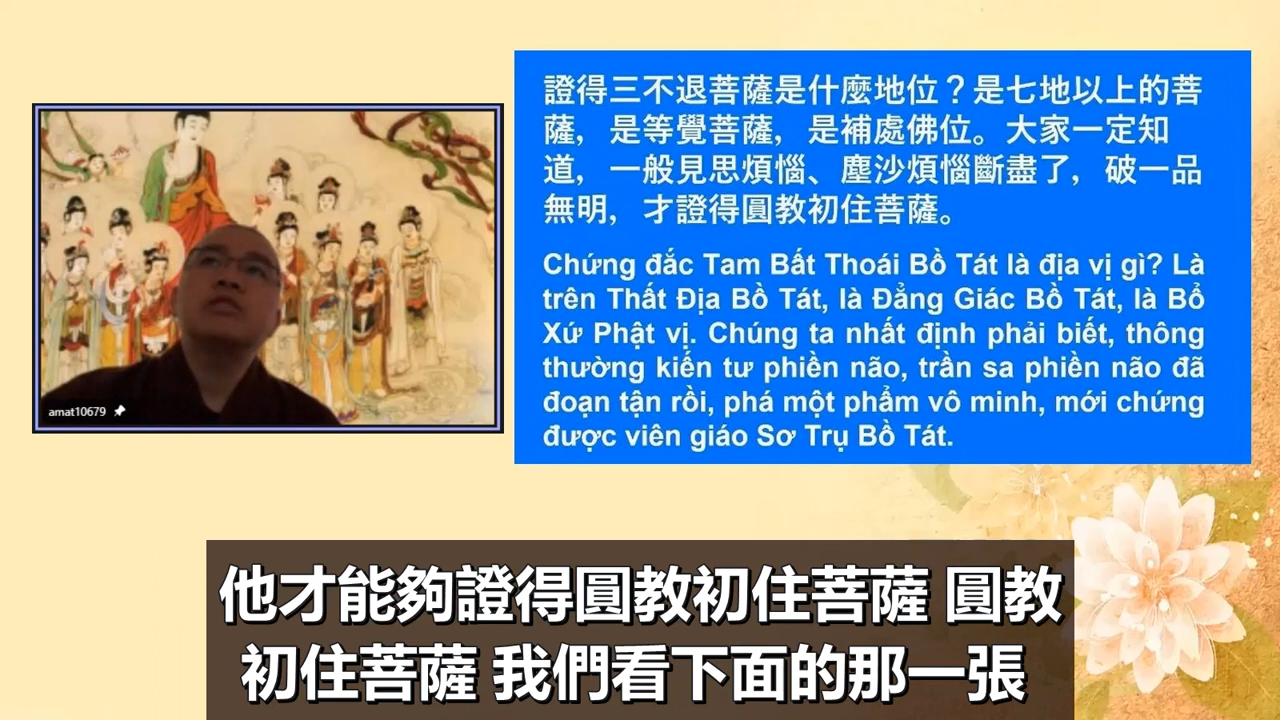 證得三不退菩薩是什麼地位？是七地以上的菩
薩，是等覺菩薩，是補處佛位。大家一定知
道，一般見思煩惱、塵沙煩惱斷盡了，破一品
無明，才證得圓教初住菩薩。
Chứng đắc Tam Bất Thoái Bồ Tát là địa vị gì? Là
trên Thất Địa Bồ Tát, là Đẳng Giác Bồ Tát, là Bổ
Xứ Phật vị. Chúng ta nhất định phải biết, thông
thường kiến tư phiền não, trần sa phiền não đã
đoạn tận rồi, phá một phẩm vô minh, mới chứng
được viên giáo Sơ Trụ Bồ Tát.
amat10679
他才能夠證得圓教初住菩薩 圓教
初住菩薩 我們看下面的那一張